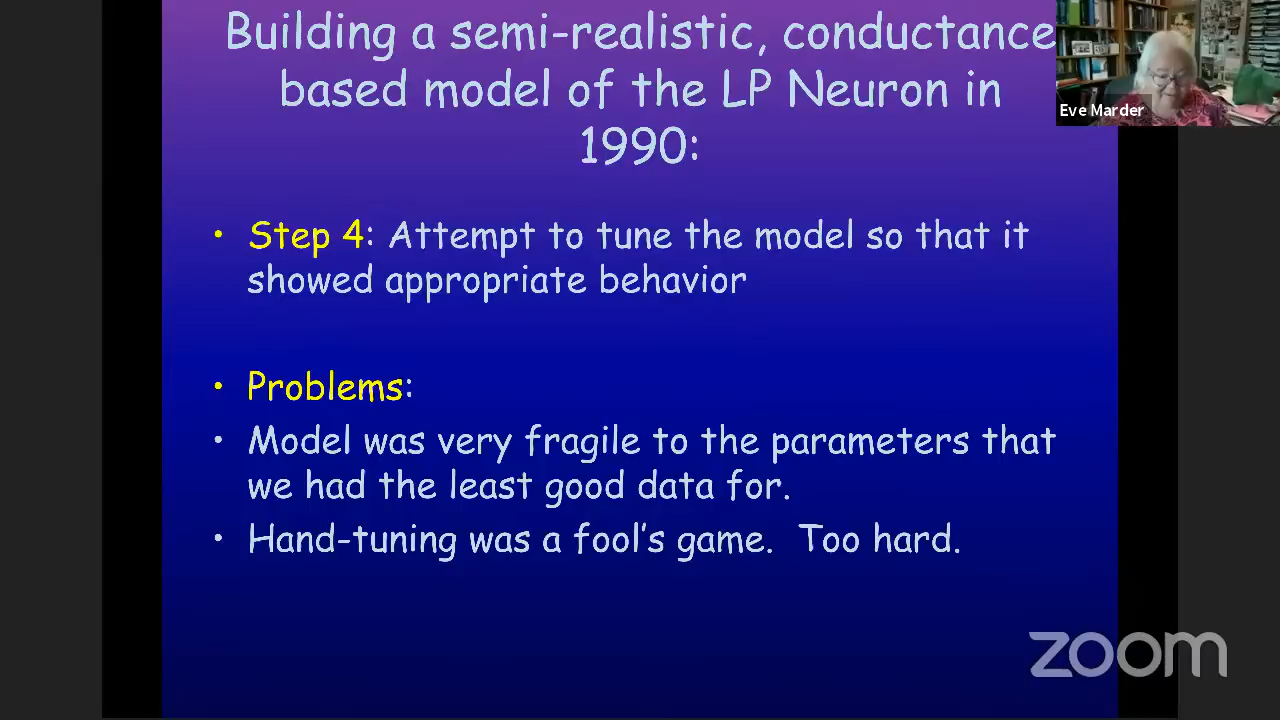 Building a semi-realistic, conductance
based model of the LP Neuron in
1990:
Eve Marder
• Step 4: Attempt to tune the model so that it
showed appropriate behavior
• Problems:
• Model was very fragile to the parameters that
we had the least good data for.
• Hand-tuning was a fool's game.  Too hard.
zoom